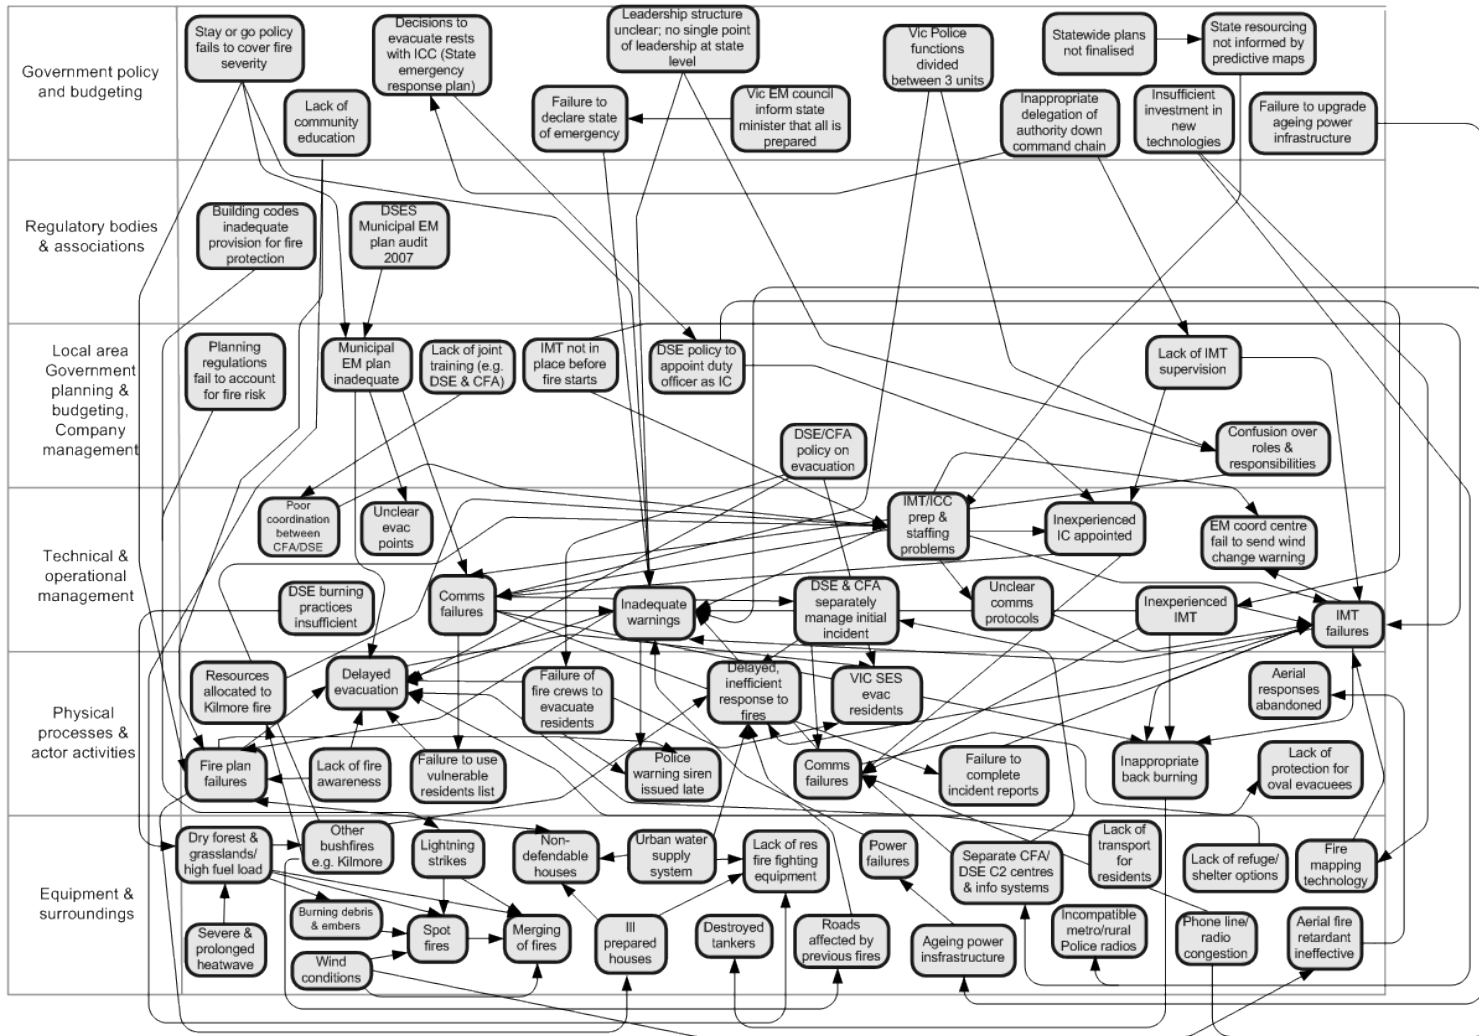 Government policy
and budgeting
Stay or go policy
fails to cover fire
severity
Lack of
community
education
Decisions to
evacuate rests
with ICC (State
emergency
response plan)
Leadership structure
unclear; no single point
of leadership at state
level
Failure to
declare state
of emergency
Vic EM council
inform state
minister that all is
prepared
Vic Police
functions
divided
between 3 units
Statewide plans
not finalised
State resourcing
not informed by
predictive maps
Inappropriate
delegation of
authority down
command chain
Insufficient
investment in
new
technologies
Failure to upgrade
ageing power
infrastructure
Regulatory bodies
& associations
Building codes
inadequate
provision for fire
protection
DSES
Municipal EM
plan audit
2007
Local area
Government
planning &
budgeting,
Company
management
Planning
regulations
fail to account
for fire risk
Municipal
EM plan
inadequate
Lack of joint
training (e.g.
DSE & CFA)
IMT not in
place before
fire starts
DSE policy to
appoint duty
officer as IC
Lack of IMT
supervision
DSE/CFA
policy on
evacuation
Confusion over
roles &
responsibilities
Technical &
operational
management
Poor
coordination
between
CFA/DSE
Unclear
evac
points
IMT/ICC
prep &
staffing
problems
Inexperienced
IC appointed
EM coord centre
fail to send wind
change warning
DSE burning
practices
insufficient
Comms
failures
Inadequate
warnings
DSE & CFA
separately
manage initial
incident
Unclear
comms
protocols
Inexperienced
IMT
IMT
failures
Physical
processes &
actor activities
Resources
allocated to
Kilmore fire
Delayed
evacuation
Failure of
fire crews to
evacuate
residents
Delayed,
inefficient
response to
fires
VIC SES
evac
residents
Aerial
responses
abandoned
Fire plan
failures
Lack of fire
awareness
Failure to use
vulnerable
residents list
Police
warning siren
issued late
Comms
failures
Failure to
complete
incident reports
Inappropriate
back burning
Lack of
protection for
oval evacuees
Equipment &
surroundings
Dry forest &
grasslands/
high fuel load
Other
bushfires
e.g. Kilmore
Lightning
strikes
Non-
defendable
houses
Urban water
supply
system
Lack of res
fire fighting
equipment
Power
failures
Separate CFA/
DSE C2 centres
& info systems
Lack of
transport
for
residents
Lack of refuge/
shelter options
Fire
mapping
technology
Severe &
prolonged
heatwave
Burning debris
& embers
Wind
conditions
Spot
fires
Merging
of fires
Ill
prepared
houses
Destroyed
tankers
Roads
affected by
previous fires
Ageing power
insfrastructure
Incompatible
metro/rural
Police radios
Phone line/
radio
congestion
Aerial fire
retardant
ineffective